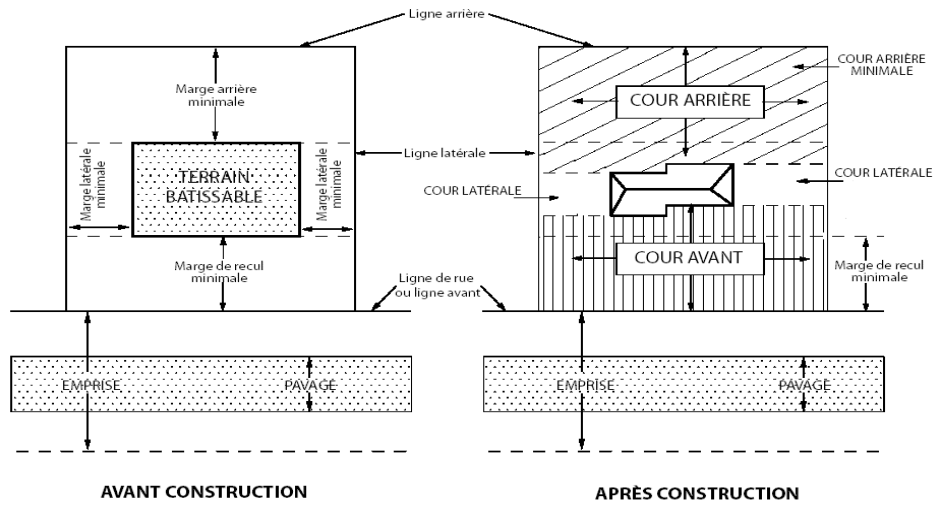 Ligne arrière
Marge arrière
minimale
COUR ARRIÈRE
MINIMALE
COUR ARRIÈRE
Marge latérale
minimale
TERRAIN
BATISSABLE
Marge latérale
minimale
Ligne latérale
COUR LATÉRALE
COUR LATÉRALE
Marge de recul
minimale
COUR AVANT
Marge de recul
minimale
Ligne de rue
ou ligne avant
EMPRISE
PAVAGE
EMPRISE
PAVAGE
AVANT CONSTRUCTION
APRÈS CONSTRUCTION